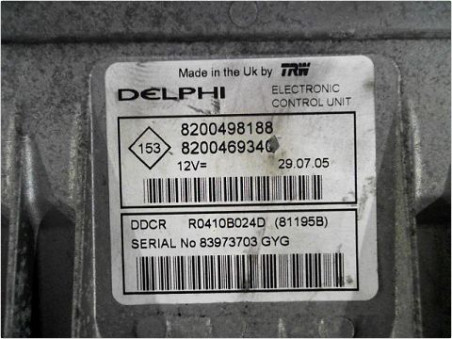 Made in the Uk by TRW
DELPHI
ELECTRONIC
CONTROL UNIT
153
8200498188
8200469340
12V=
29.07.05
DDCR R0410B024D (81195B)
SERIAL No 83973703 GYG